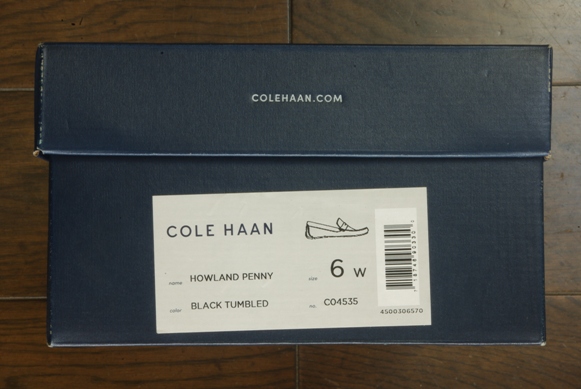 COLEHAAN.COM
COLE HAAN
name: HOWLAND PENNY
size: 6 W
color: BLACK TUMBLED
no. C04535
4500306570